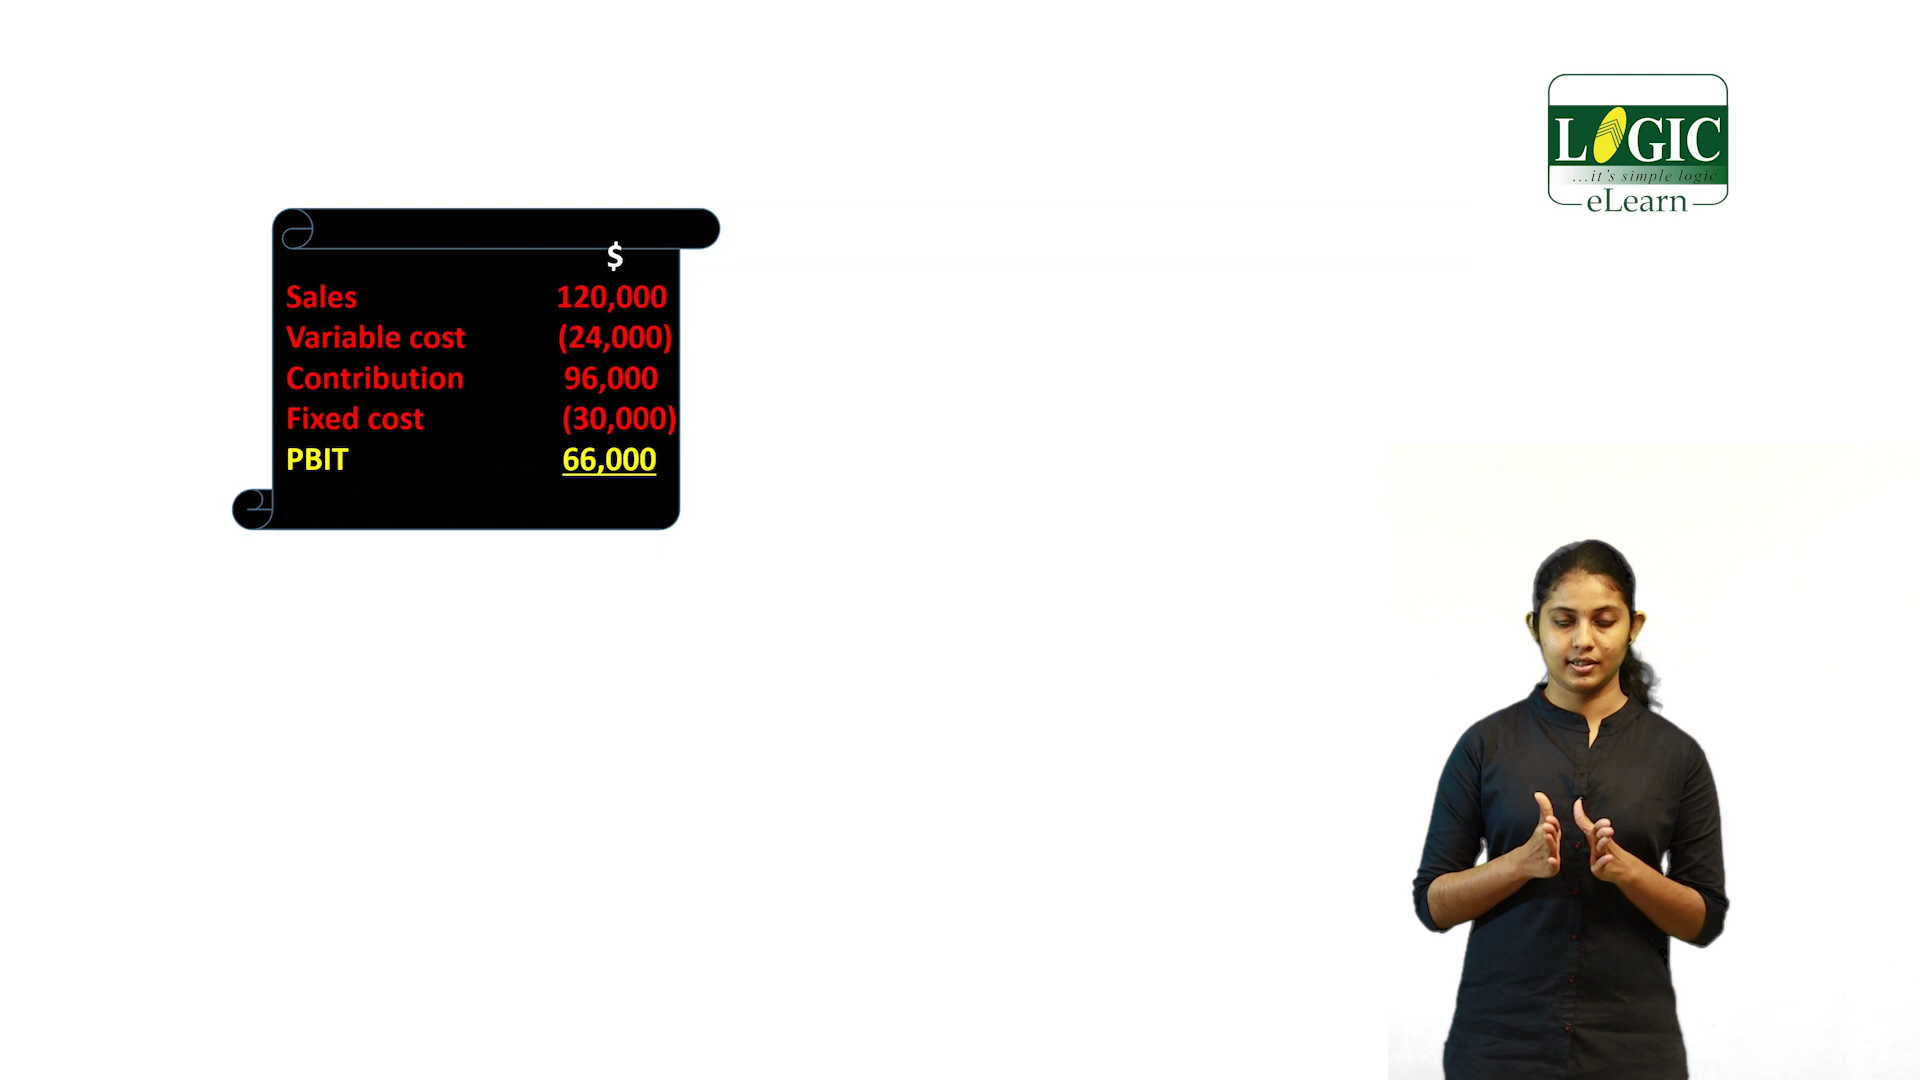 LOGIC
...it's simple logic
eLearn
$
Sales 120,000
Variable cost (24,000)
Contribution 96,000
Fixed cost (30,000)
PBIT 66,000